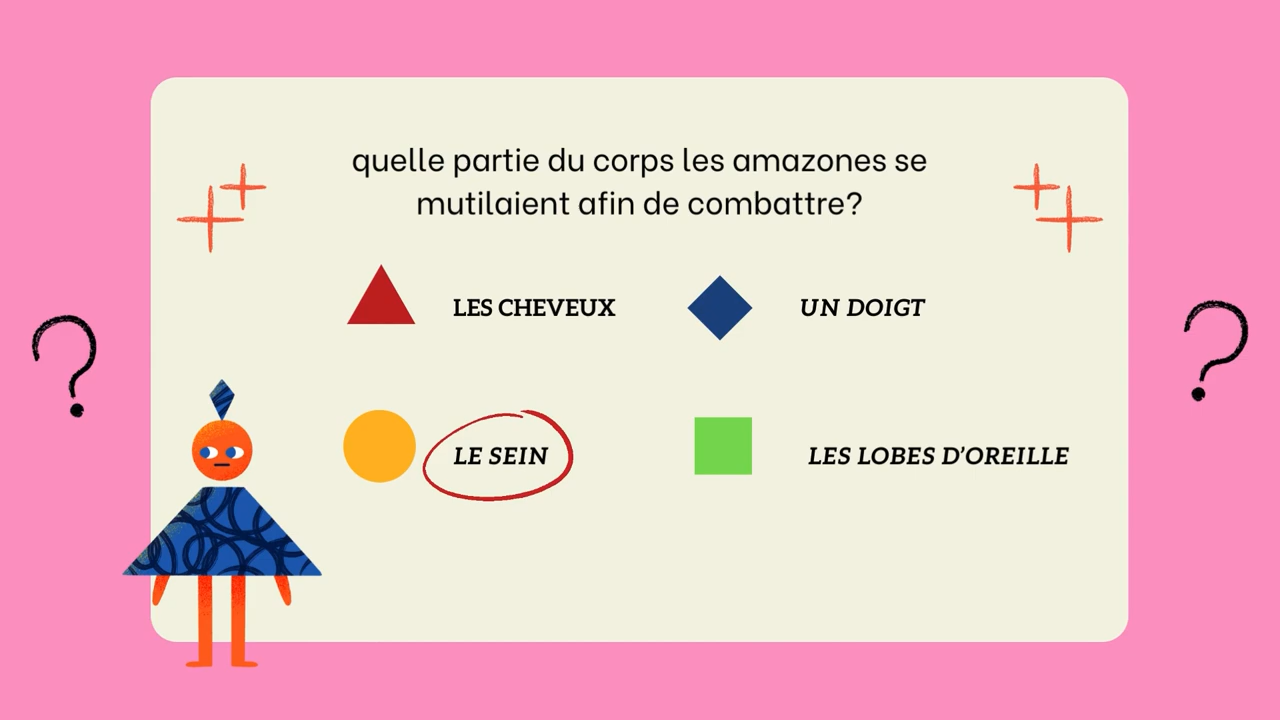 quelle partie du corps les amazones se
mutilaient afin de combattre?
LES CHEVEUX
UN DOIGT
LE SEIN
LES LOBES D'OREILLE
?
?